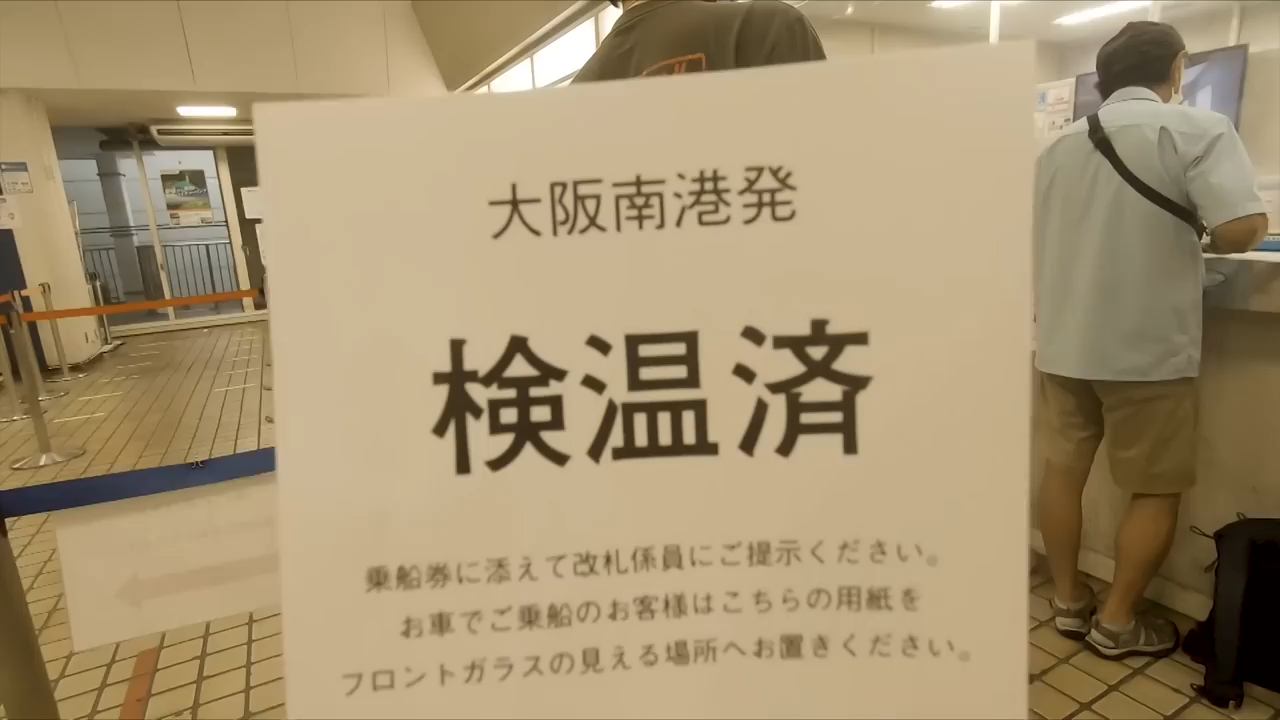 大阪南港発
検温済
乗船券に添えて改札係員にご提示ください。
お車でご乗船のお客様はこちらの用紙を
フロントガラスの見える場所へお置きください。